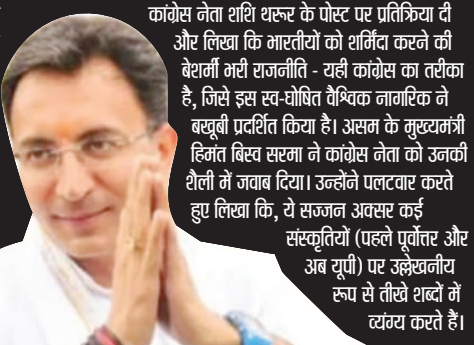 कांग्रेस नेता शशि थरूर के पोस्ट पर प्रतिक्रिया दी
और लिखा कि भारतीयों को शर्मिंदा करने की
बेशर्मी भरी राजनीति - यही कांग्रेस का तरीका
है, जिसे इस स्व-घोषित वैश्विक नागरिक ने
बखूबी प्रदर्शित किया है। असम के मुख्यमंत्री
हिमंत बिस्व सरमा ने कांग्रेस नेता को उनकी
शैली में जवाब दिया। उन्होंने पलटवार करते
हुए लिखा कि, ये सज्जन अक्सर कई
संस्कृतियों (पहले पूर्वोत्तर और
अब यूपी) पर उल्लेखनीय
रूप से तीखे शब्दों में
व्यंग्य करते हैं।